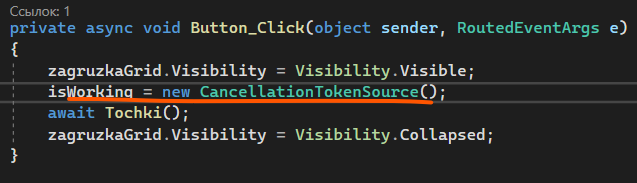 Ссылок: 1
private async void Button_Click(object sender, RoutedEventArgs e)
{
zagruzkaGrid.Visibility = Visibility.Visible;
isWorking = new CancellationTokenSource();
await Tochki();
zagruzkaGrid.Visibility = Visibility.Collapsed;
}